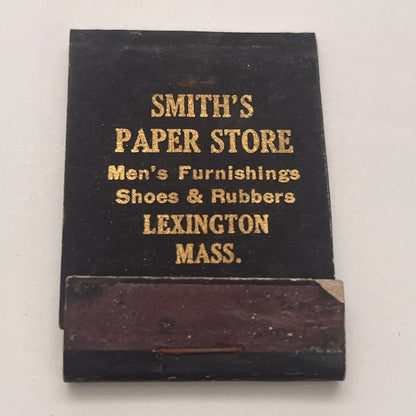 SMITH'S
PAPER STORE
Men's Furnishings
Shoes & Rubbers
LEXINGTON
MASS.